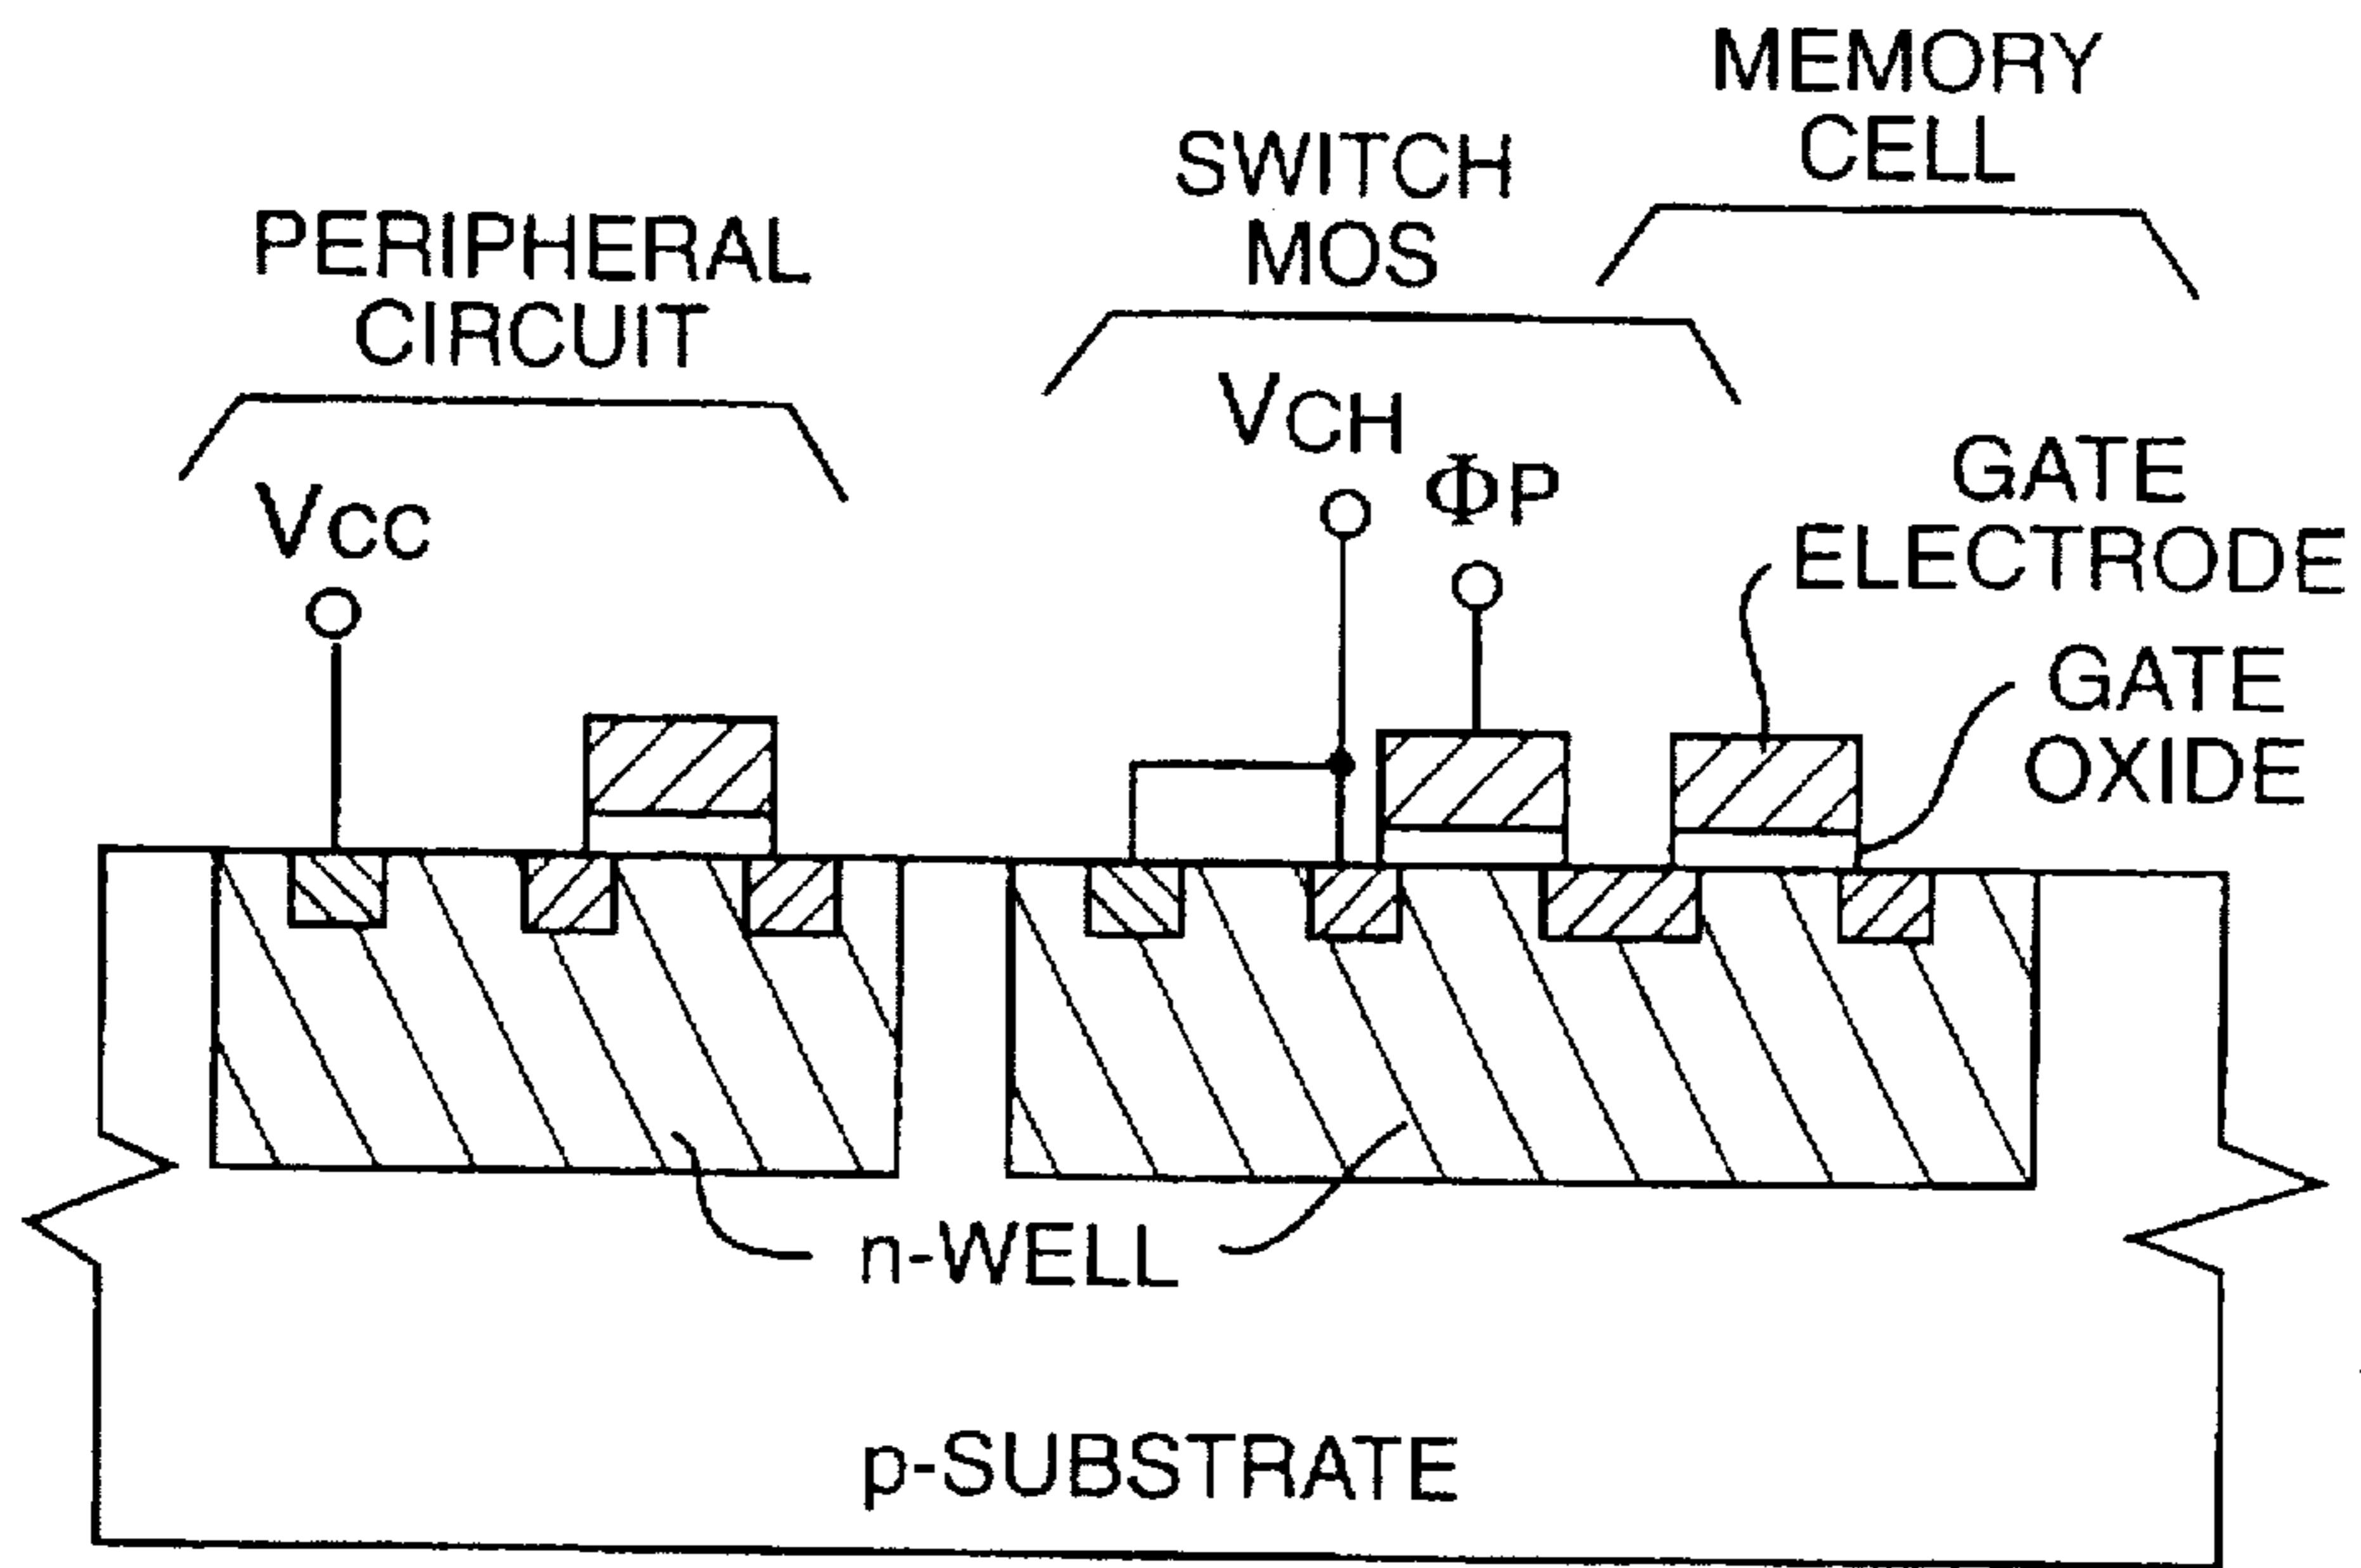 MEMORY
CELL
SWITCH
MOS
PERIPHERAL
CIRCUIT
VCH
ΦP
VCC
GATE
ELECTRODE
GATE
OXIDE
n-WELL
p-SUBSTRATE